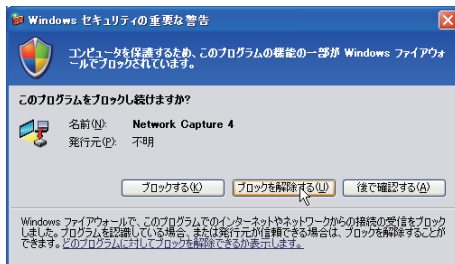 Windows セキュリティの重要な警告
コンピュータを保護するため、このプログラムの機能の一部が Windows ファイアウォ
ールでブロックされています。
このプログラムをブロックし続けますか?
名前(N): Network Capture 4
発行元(P): 不明
ブロックする(K) ブロックを解除する(U) 後で確認する(A)
Windows ファイアウォールで、このプログラムでのインターネットやネットワークからの接続の受信をブロック
しました。プログラムを認識している場合、または発行元が信頼できる場合は、ブロックを解除することが
できます。どのプログラムに対してブロックを解除できるか表示します。